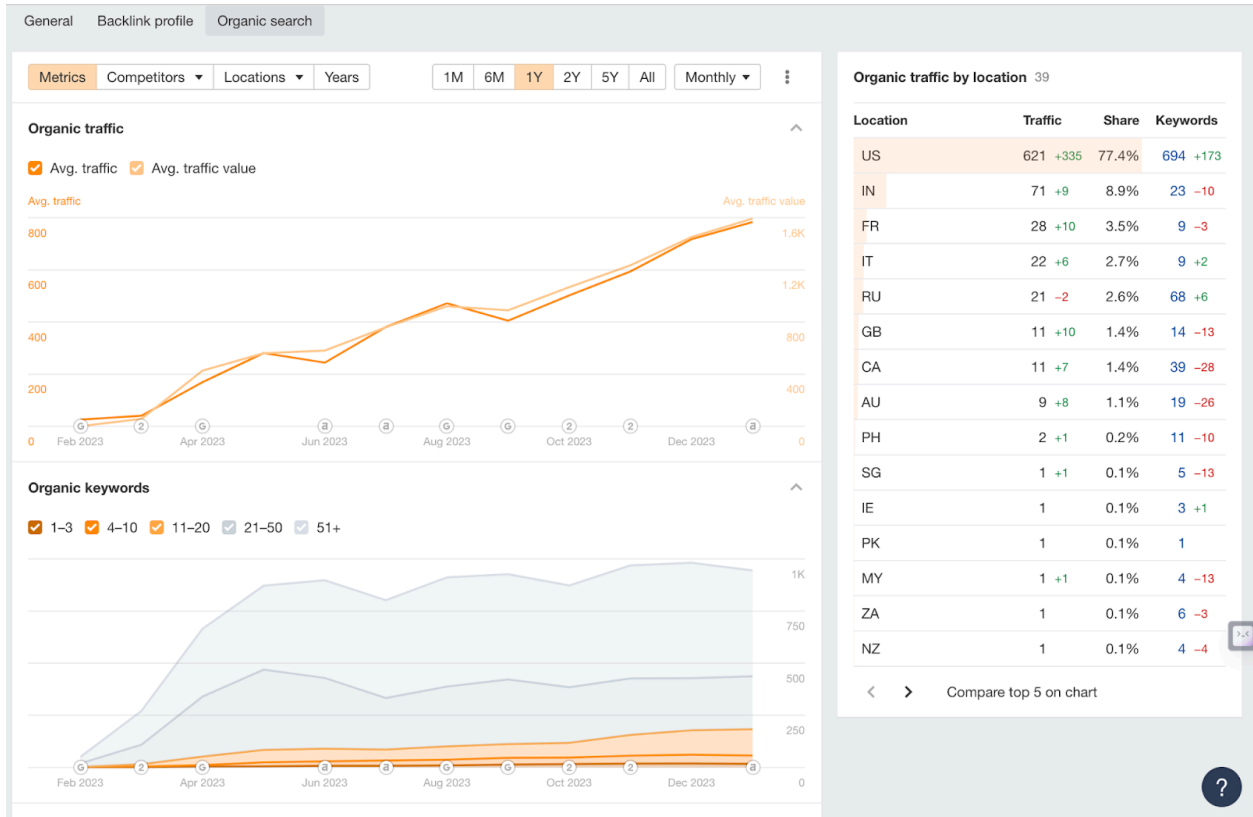 General Backlink profile Organic search
Metrics Competitors Locations Years 1M 6M 1Y 2Y 5Y All Monthly
Organic traffic
Avg. traffic Avg. traffic value
Avg. traffic Avg. traffic value
800 1.6K
600 1.2K
400 800
200 400
G 2 G a a G G 2 2 a
0 Feb 2023 Apr 2023 Jun 2023 Aug 2023 Oct 2023 Dec 2023 0
Organic keywords
1–3 4–10 11–20 21–50 51+
1K
750
500
250
G 2 G a a G G 2 2 a
Feb 2023 Apr 2023 Jun 2023 Aug 2023 Oct 2023 Dec 2023 0
Organic traffic by location 39
Location Traffic Share Keywords
US 621 +335 77.4% 694 +173
IN 71 +9 8.9% 23 −10
FR 28 +10 3.5% 9 −3
IT 22 +6 2.7% 9 +2
RU 21 −2 2.6% 68 +6
GB 11 +10 1.4% 14 −13
CA 11 +7 1.4% 39 −28
AU 9 +8 1.1% 19 −26
PH 2 +1 0.2% 11 −10
SG 1 +1 0.1% 5 −13
IE 1 0.1% 3 +1
PK 1 0.1% 1
MY 1 +1 0.1% 4 −13
ZA 1 0.1% 6 −3
NZ 1 0.1% 4 −4
Compare top 5 on chart
?